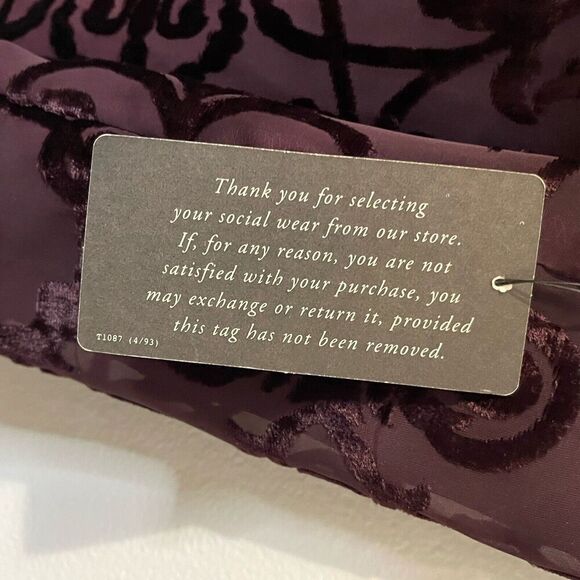 Thank you for selecting
your social wear from our store.
If, for any reason, you are not
satisfied with your purchase, you
may exchange or return it, provided
this tag has not been removed.
T1087 (4/93)